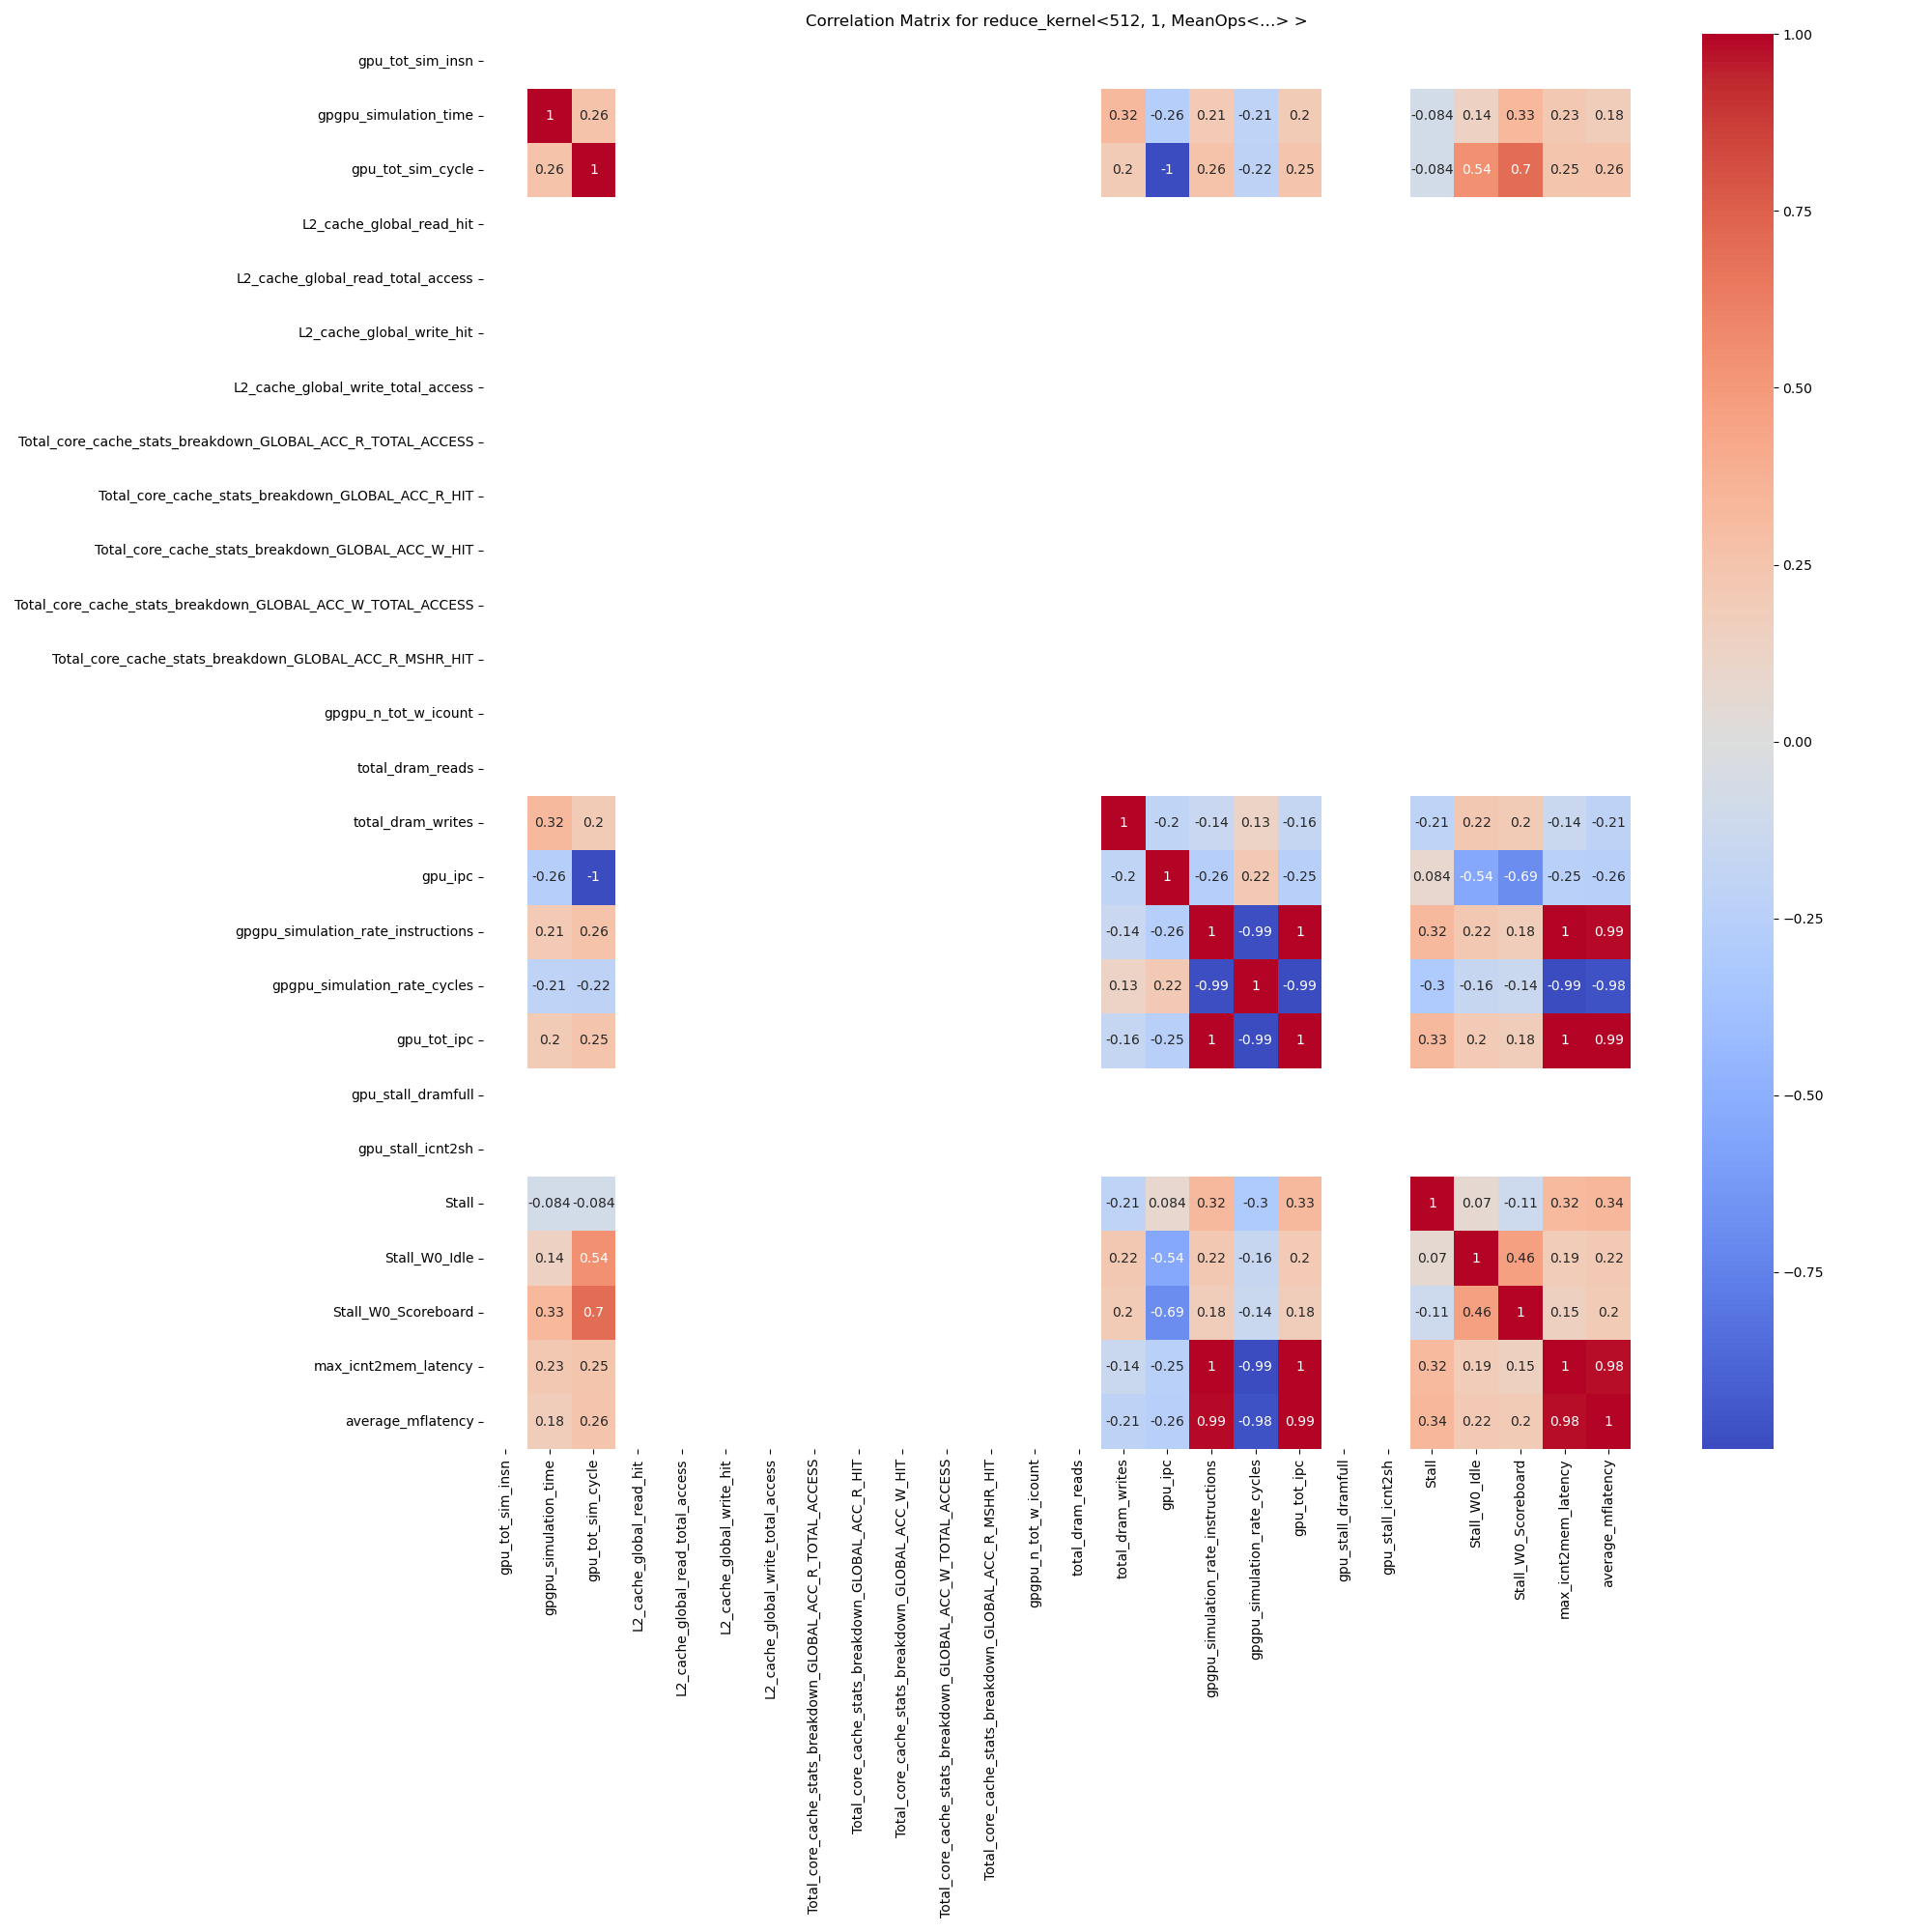 Correlation Matrix for reduce_kernel<512, 1, MeanOps<...> >
gpu_tot_sim_insn
gpgpu_simulation_time 1 0.26 0.32 -0.26 0.21 -0.21 0.2 -0.084 0.14 0.33 0.23 0.18
gpu_tot_sim_cycle 0.26 1 0.2 -1 0.26 -0.22 0.25 -0.084 0.54 0.7 0.25 0.26
L2_cache_global_read_hit
L2_cache_global_read_total_access
L2_cache_global_write_hit
L2_cache_global_write_total_access
Total_core_cache_stats_breakdown_GLOBAL_ACC_R_TOTAL_ACCESS
Total_core_cache_stats_breakdown_GLOBAL_ACC_R_HIT
Total_core_cache_stats_breakdown_GLOBAL_ACC_W_HIT
Total_core_cache_stats_breakdown_GLOBAL_ACC_W_TOTAL_ACCESS
Total_core_cache_stats_breakdown_GLOBAL_ACC_R_MSHR_HIT
gpgpu_n_tot_w_icount
total_dram_reads
total_dram_writes 0.32 0.2 1 -0.2 -0.14 0.13 -0.16 -0.21 0.22 0.2 -0.14 -0.21
gpu_ipc -0.26 -1 -0.2 1 -0.26 0.22 -0.25 0.084 -0.54 -0.69 -0.25 -0.26
gpgpu_simulation_rate_instructions 0.21 0.26 -0.14 -0.26 1 -0.99 1 0.32 0.22 0.18 1 0.99
gpgpu_simulation_rate_cycles -0.21 -0.22 0.13 0.22 -0.99 1 -0.99 -0.3 -0.16 -0.14 -0.99 -0.98
gpu_tot_ipc 0.2 0.25 -0.16 -0.25 1 -0.99 1 0.33 0.2 0.18 1 0.99
gpu_stall_dramfull
gpu_stall_icnt2sh
Stall -0.084 -0.084 -0.21 0.084 0.32 -0.3 0.33 1 0.07 -0.11 0.32 0.34
Stall_W0_Idle 0.14 0.54 0.22 -0.54 0.22 -0.16 0.2 0.07 1 0.46 0.19 0.22
Stall_W0_Scoreboard 0.33 0.7 0.2 -0.69 0.18 -0.14 0.18 -0.11 0.46 1 0.15 0.2
max_icnt2mem_latency 0.23 0.25 -0.14 -0.25 1 -0.99 1 0.32 0.19 0.15 1 0.98
average_mflatency 0.18 0.26 -0.21 -0.26 0.99 -0.98 0.99 0.34 0.22 0.2 0.98 1
gpu_tot_sim_insn
gpgpu_simulation_time
gpu_tot_sim_cycle
L2_cache_global_read_hit
L2_cache_global_read_total_access
L2_cache_global_write_hit
L2_cache_global_write_total_access
Total_core_cache_stats_breakdown_GLOBAL_ACC_R_TOTAL_ACCESS
Total_core_cache_stats_breakdown_GLOBAL_ACC_R_HIT
Total_core_cache_stats_breakdown_GLOBAL_ACC_W_HIT
Total_core_cache_stats_breakdown_GLOBAL_ACC_W_TOTAL_ACCESS
Total_core_cache_stats_breakdown_GLOBAL_ACC_R_MSHR_HIT
gpgpu_n_tot_w_icount
total_dram_reads
total_dram_writes
gpu_ipc
gpgpu_simulation_rate_instructions
gpgpu_simulation_rate_cycles
gpu_tot_ipc
gpu_stall_dramfull
gpu_stall_icnt2sh
Stall
Stall_W0_Idle
Stall_W0_Scoreboard
max_icnt2mem_latency
average_mflatency
1.00
0.75
0.50
0.25
0.00
−0.25
−0.50
−0.75